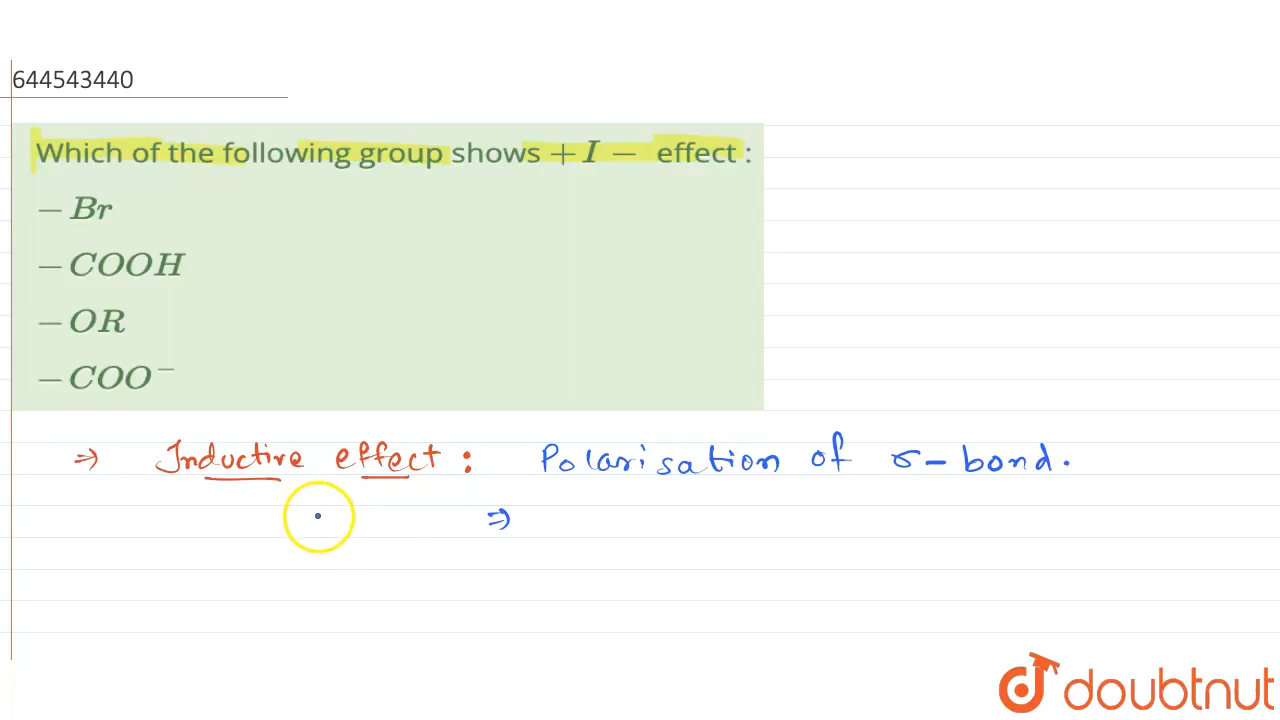 644543440
Which of the following group shows +I− effect :
−Br
−COOH
−OR
−COO⁻
⇒ Inductive effect : Polarisation of σ-bond.
⇒
doubtnut